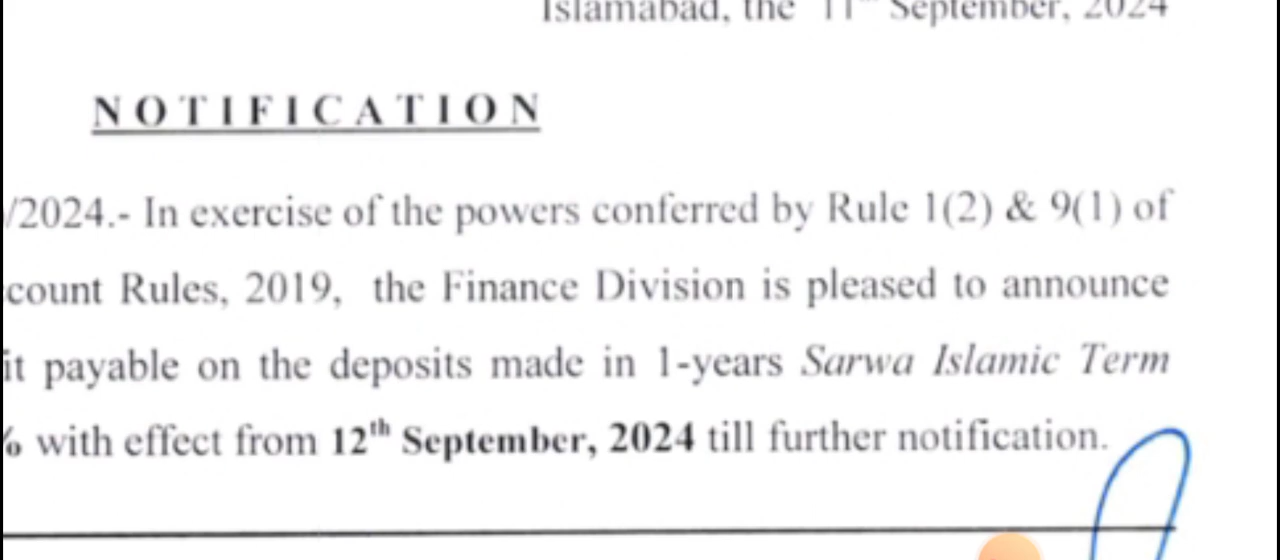 Islamabad, the 11th September, 2024
NOTIFICATION
/2024.- In exercise of the powers conferred by Rule 1(2) & 9(1) of
count Rules, 2019, the Finance Division is pleased to announce
it payable on the deposits made in 1-years Sarwa Islamic Term
% with effect from 12th September, 2024 till further notification.